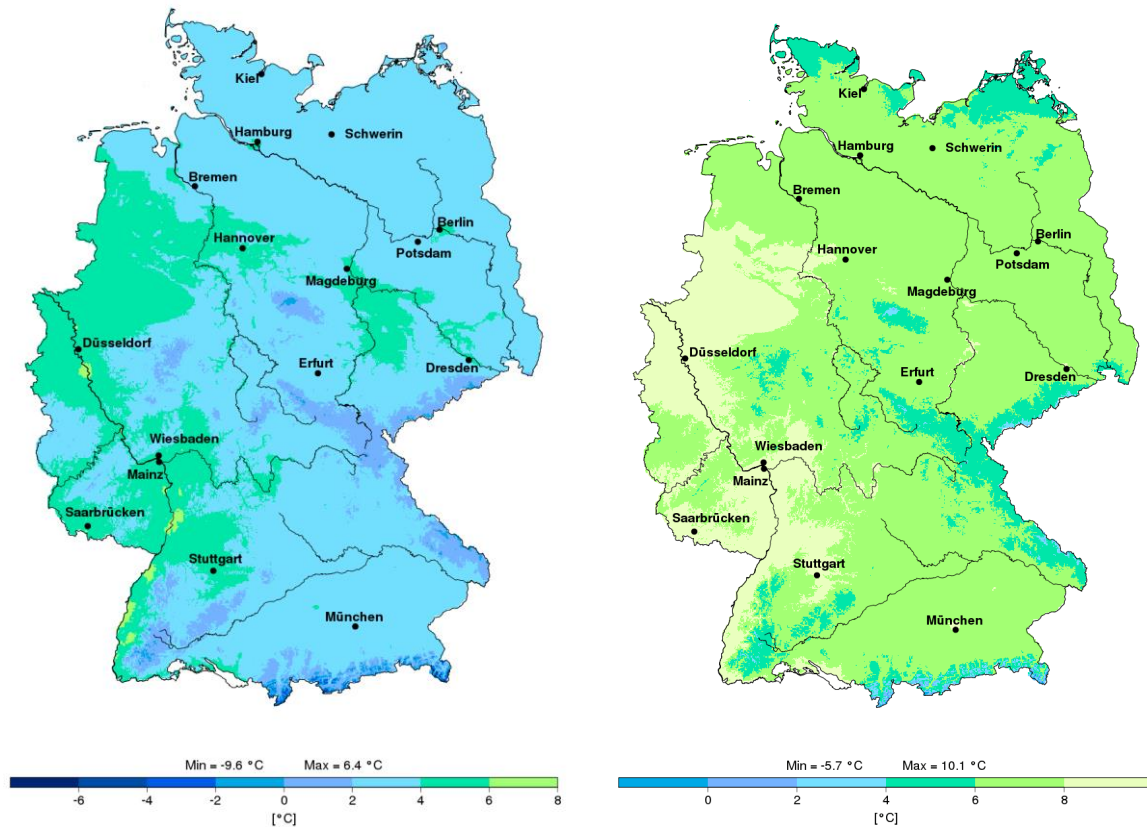 Kiel
Hamburg
Schwerin
Bremen
Berlin
Hannover
Potsdam
Magdeburg
Düsseldorf
Erfurt
Dresden
Wiesbaden
Mainz
Saarbrücken
Stuttgart
München
Min = -9.6 °C Max = 6.4 °C
-6 -4 -2 0 2 4 6 8
[°C]
Kiel
Hamburg
Schwerin
Bremen
Berlin
Hannover
Potsdam
Magdeburg
Düsseldorf
Erfurt
Dresden
Wiesbaden
Mainz
Saarbrücken
Stuttgart
München
Min = -5.7 °C Max = 10.1 °C
0 2 4 6 8
[°C]